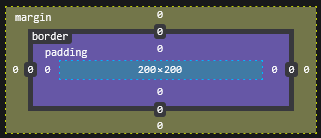 margin 0
border 0
padding 0
0 0 0 200×200 0 0 0
0
0
0